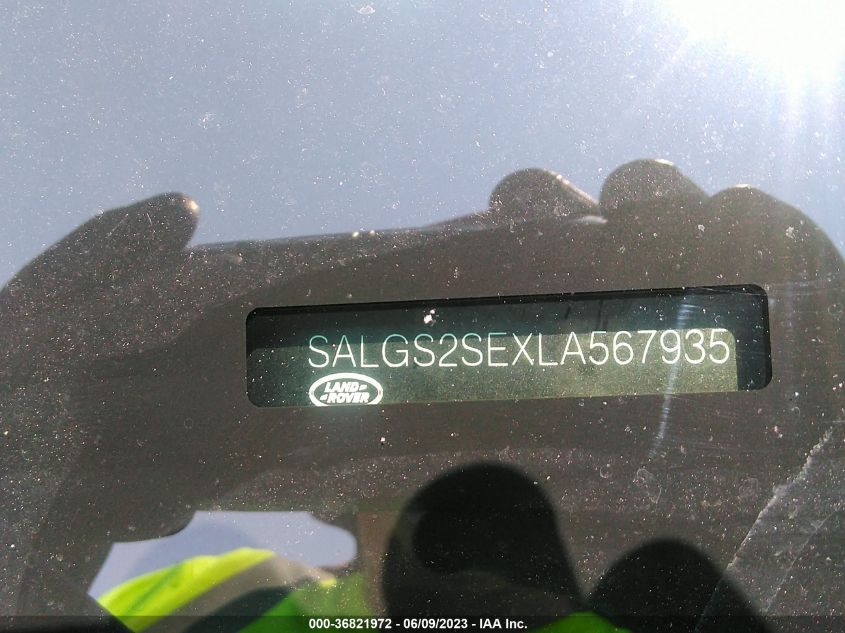 SALGS2SEXLA567935
LAND-
-ROVER
000-36821972 - 06/09/2023 - IAA Inc.